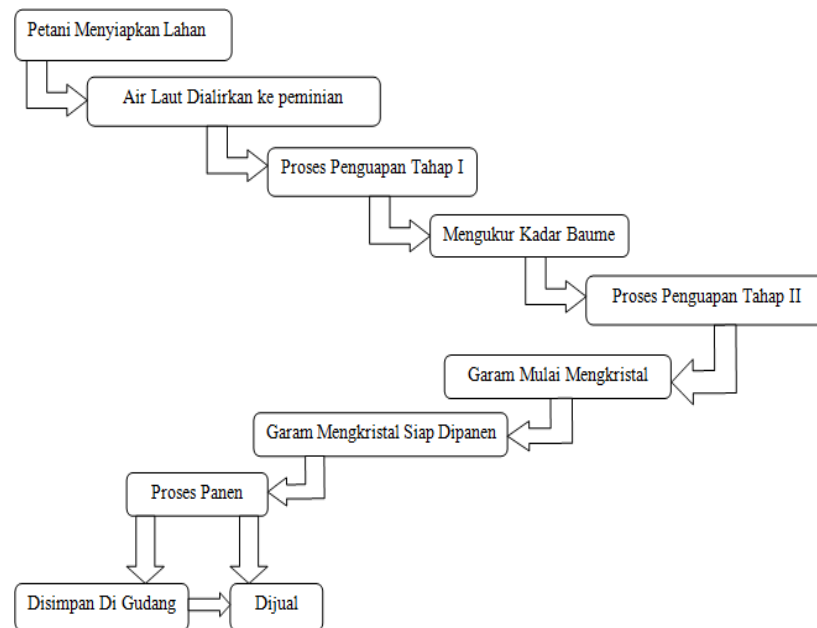 Petani Menyiapkan Lahan
Air Laut Dialirkan ke peminian
Proses Penguapan Tahap I
Mengukur Kadar Baume
Proses Penguapan Tahap II
Garam Mulai Mengkristal
Garam Mengkristal Siap Dipanen
Proses Panen
Disimpan Di Gudang
Dijual